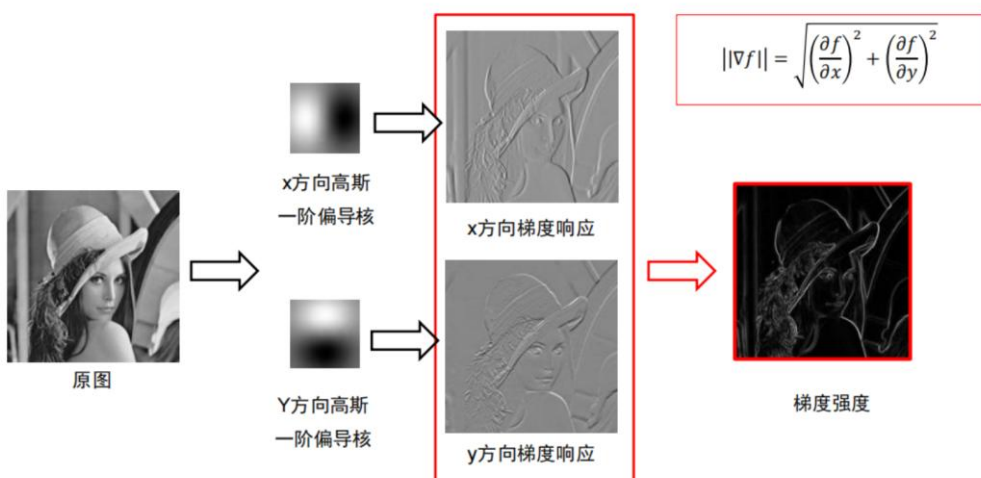 ||∇f|| = √((∂f/∂x)² + (∂f/∂y)²)
x方向高斯
一阶偏导核
x方向梯度响应
原图
Y方向高斯
一阶偏导核
y方向梯度响应
梯度强度